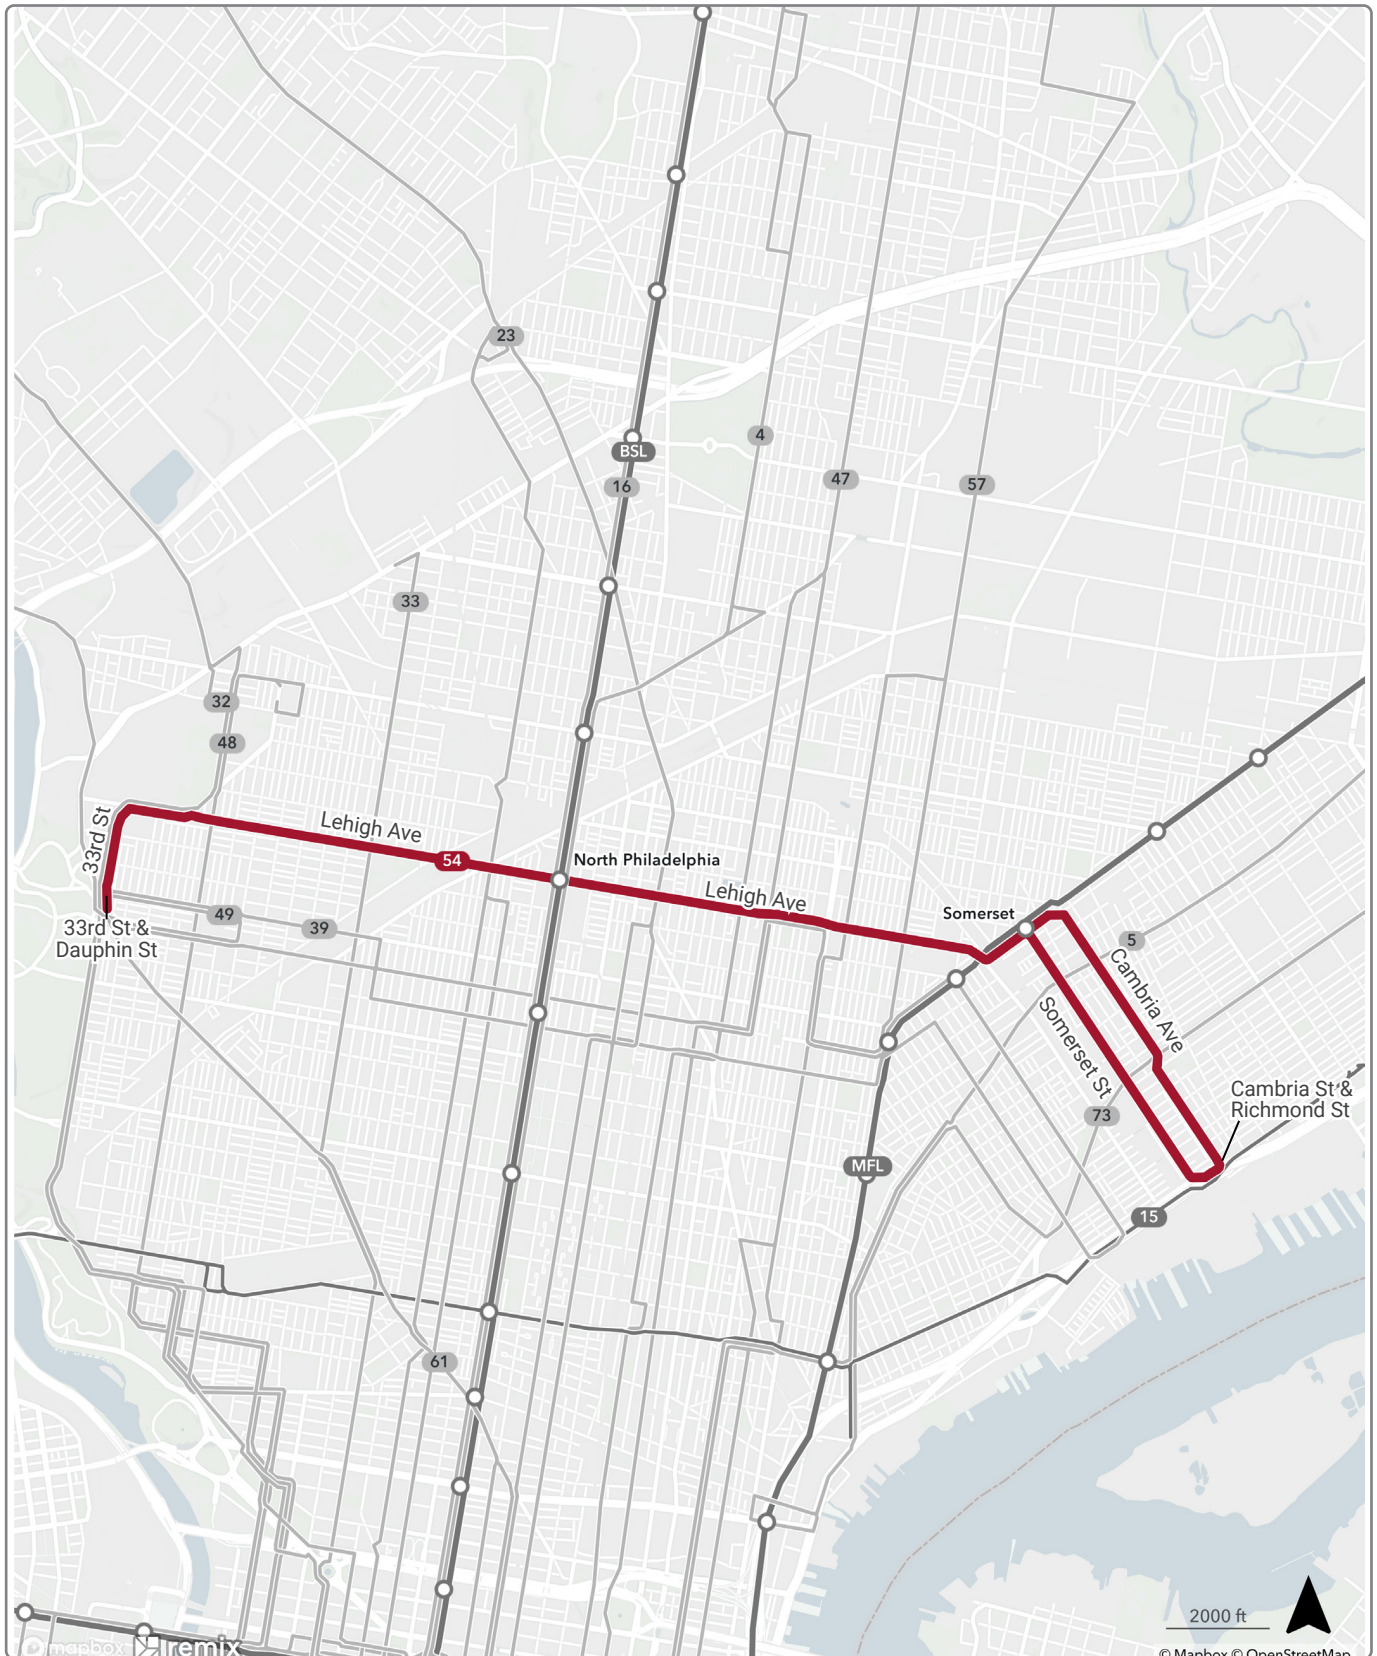 23
BSL
4
16
47
57
33
32
48
33rd St
Lehigh Ave
54
North Philadelphia
Lehigh Ave
49
39
33rd St &
Dauphin St
Somerset
5
Cambria Ave
Somerset St
73
Cambria St &
Richmond St
MFL
15
61
2000 ft
mapbox
remix
© Mapbox © OpenStreetMap